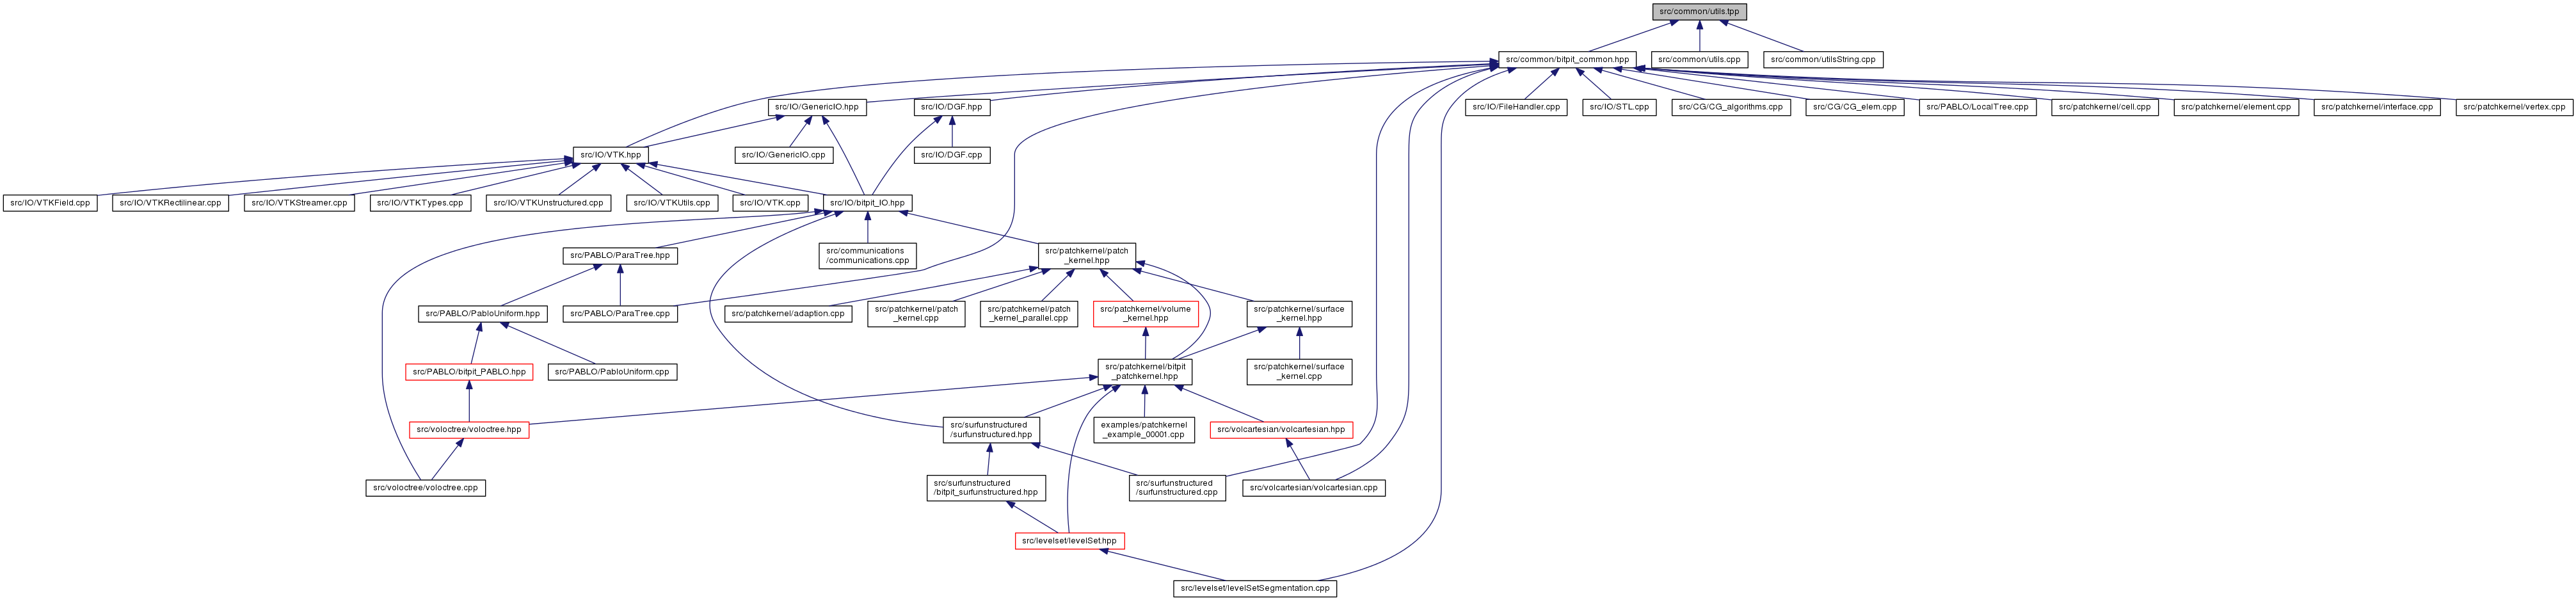 src/common/utils.tpp
src/common/bitpit_common.hpp
src/common/utils.cpp
src/common/utilsString.cpp
src/IO/GenericIO.hpp
src/IO/DGF.hpp
src/IO/FileHandler.cpp
src/IO/STL.cpp
src/CG/CG_algorithms.cpp
src/CG/CG_elem.cpp
src/PABLO/LocalTree.cpp
src/patchkernel/cell.cpp
src/patchkernel/element.cpp
src/patchkernel/interface.cpp
src/patchkernel/vertex.cpp
src/IO/VTK.hpp
src/IO/GenericIO.cpp
src/IO/DGF.cpp
src/IO/VTKField.cpp
src/IO/VTKRectilinear.cpp
src/IO/VTKStreamer.cpp
src/IO/VTKTypes.cpp
src/IO/VTKUnstructured.cpp
src/IO/VTKUtils.cpp
src/IO/VTK.cpp
src/IO/bitpit_IO.hpp
src/PABLO/ParaTree.hpp
src/communications
/communications.cpp
src/patchkernel/patch
_kernel.hpp
src/PABLO/PabloUniform.hpp
src/PABLO/ParaTree.cpp
src/patchkernel/adaption.cpp
src/patchkernel/patch
_kernel.cpp
src/patchkernel/patch
_kernel_parallel.cpp
src/patchkernel/volume
_kernel.hpp
src/patchkernel/surface
_kernel.hpp
src/PABLO/bitpit_PABLO.hpp
src/PABLO/PabloUniform.cpp
src/patchkernel/bitpit
_patchkernel.hpp
src/patchkernel/surface
_kernel.cpp
src/voloctree/voloctree.hpp
src/surfunstructured
/surfunstructured.hpp
examples/patchkernel
_example_00001.cpp
src/volcartesian/volcartesian.hpp
src/voloctree/voloctree.cpp
src/surfunstructured
/bitpit_surfunstructured.hpp
src/surfunstructured
/surfunstructured.cpp
src/volcartesian/volcartesian.cpp
src/levelset/levelSet.hpp
src/levelset/levelSetSegmentation.cpp